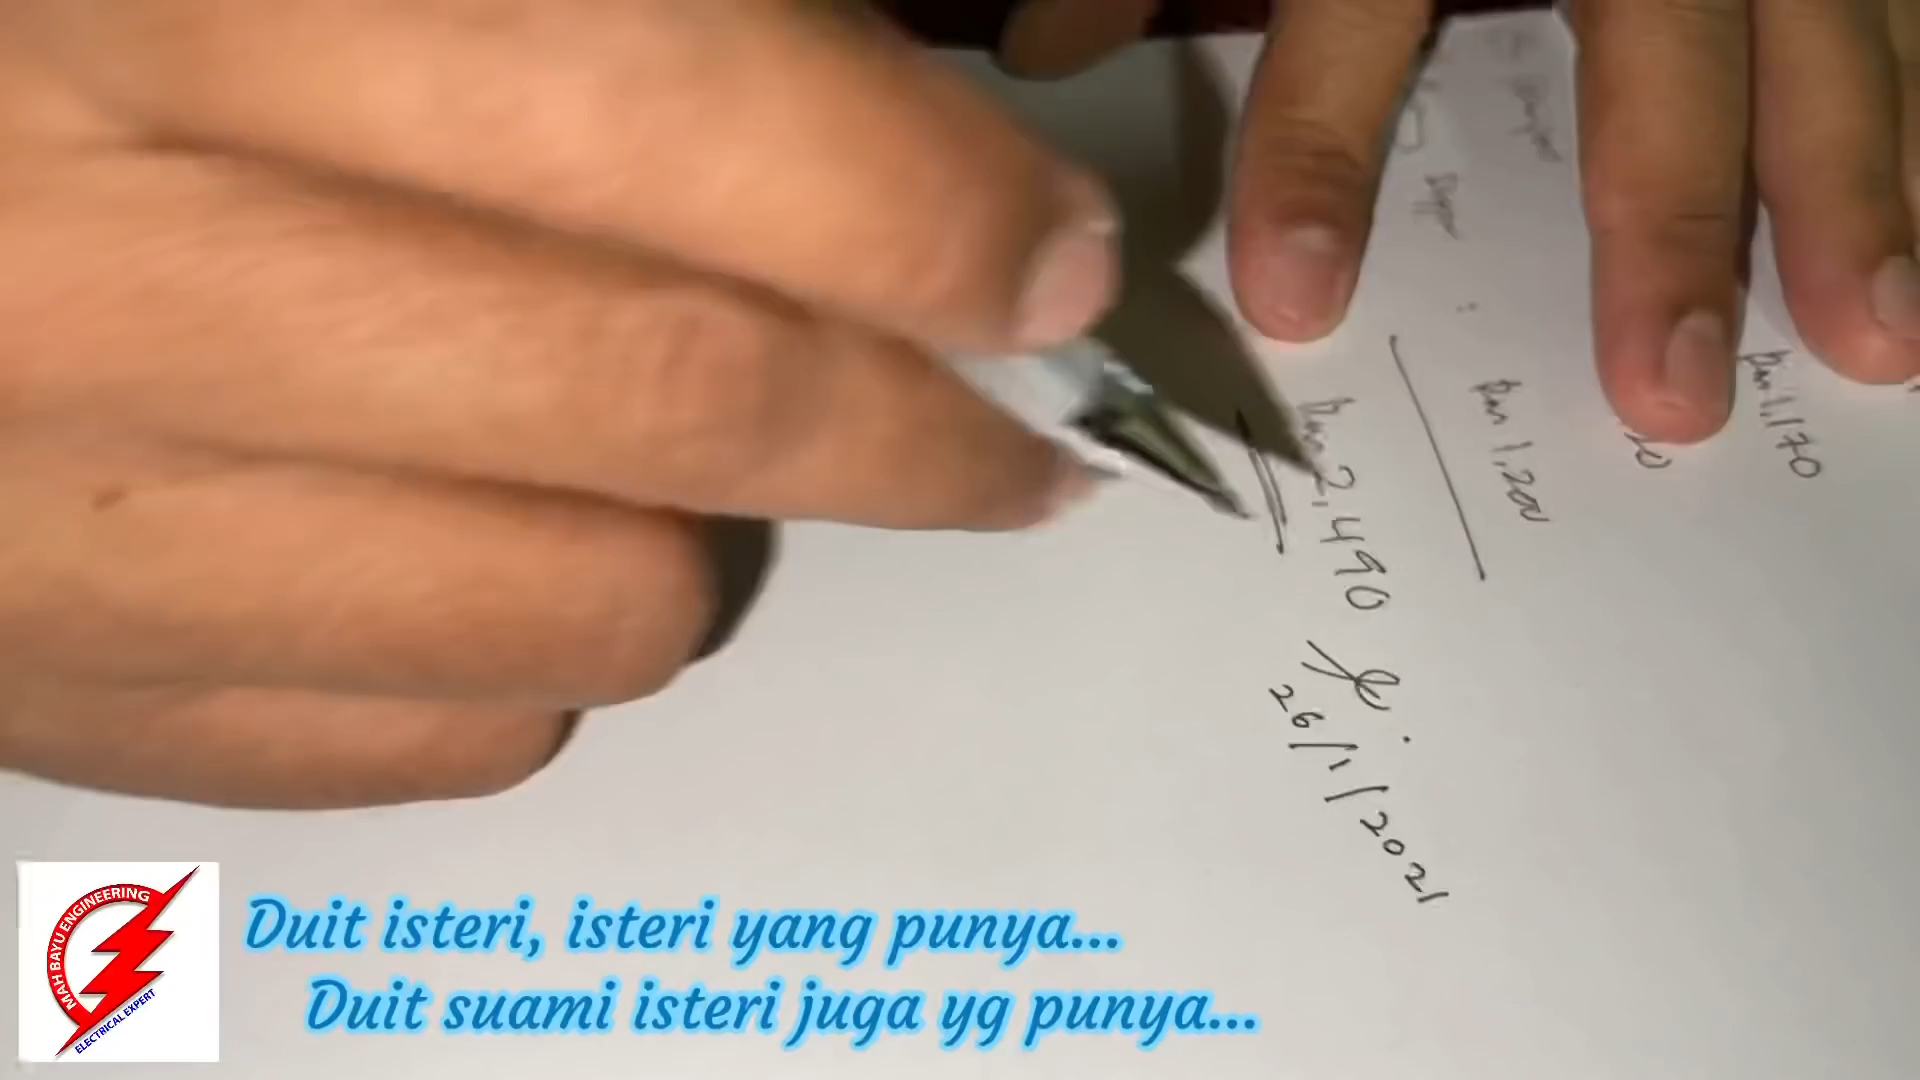 Rm 1,170
20
Rm 1,200
:
Rm 2,490
26/1/2021
MAH BAYU ENGINEERING
ELECTRICAL EXPERT
Duit isteri, isteri yang punya...
Duit suami isteri juga yg punya...